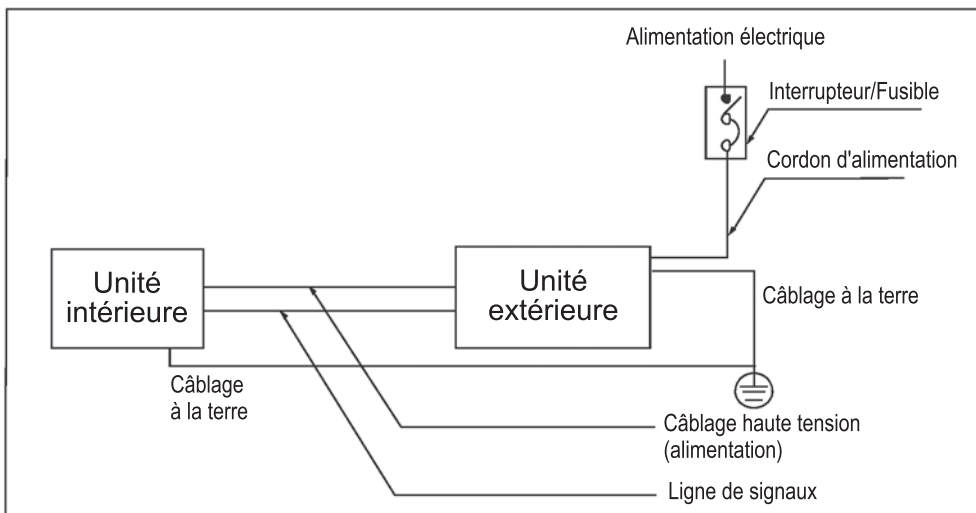 Alimentation électrique
Interrupteur/Fusible
Cordon d'alimentation
Unité
intérieure
Unité
extérieure
Câblage à la terre
Câblage
à la terre
Câblage haute tension
(alimentation)
Ligne de signaux